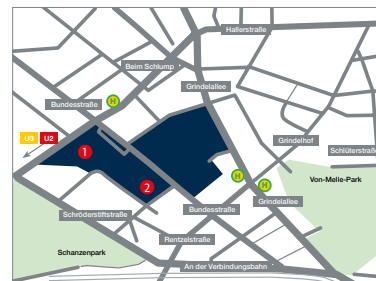 Hallerstraße
Beim Schlump
Grindelallee
H
Bundesstraße
U3 U2
Grindelhof
Schlüterstraße
1
2
H
H
Von-Melle-Park
Grindelallee
Bundesstraße
Schröderstiftstraße
Rentzelstraße
Schanzenpark
An der Verbindungsbahn